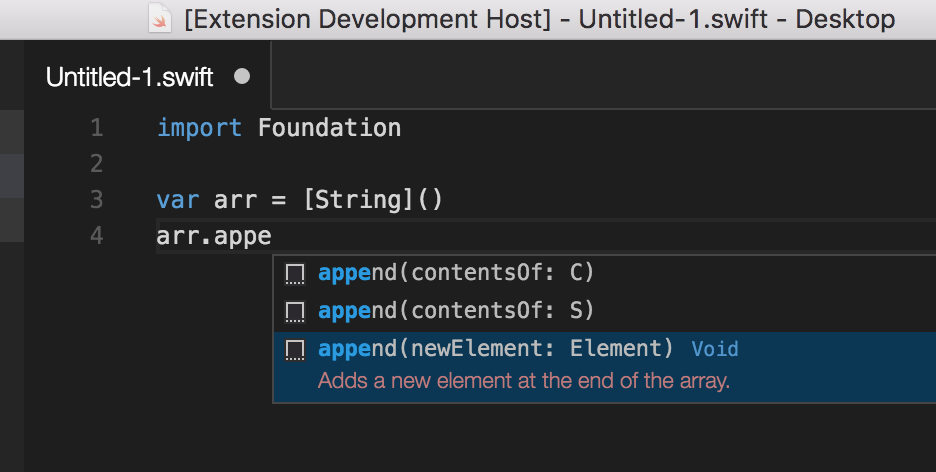 [Extension Development Host] - Untitled-1.swift - Desktop
Untitled-1.swift
1 import Foundation
2
3 var arr = [String]()
4 arr.appe
append(contentsOf: C)
append(contentsOf: S)
append(newElement: Element) Void
Adds a new element at the end of the array.